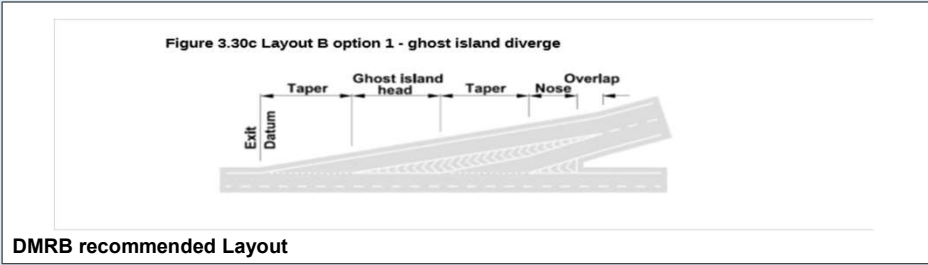 Figure 3.30c Layout B option 1 - ghost island diverge
Taper
Ghost island
head
Taper
Nose
Overlap
Exit
Datum
DMRB recommended Layout